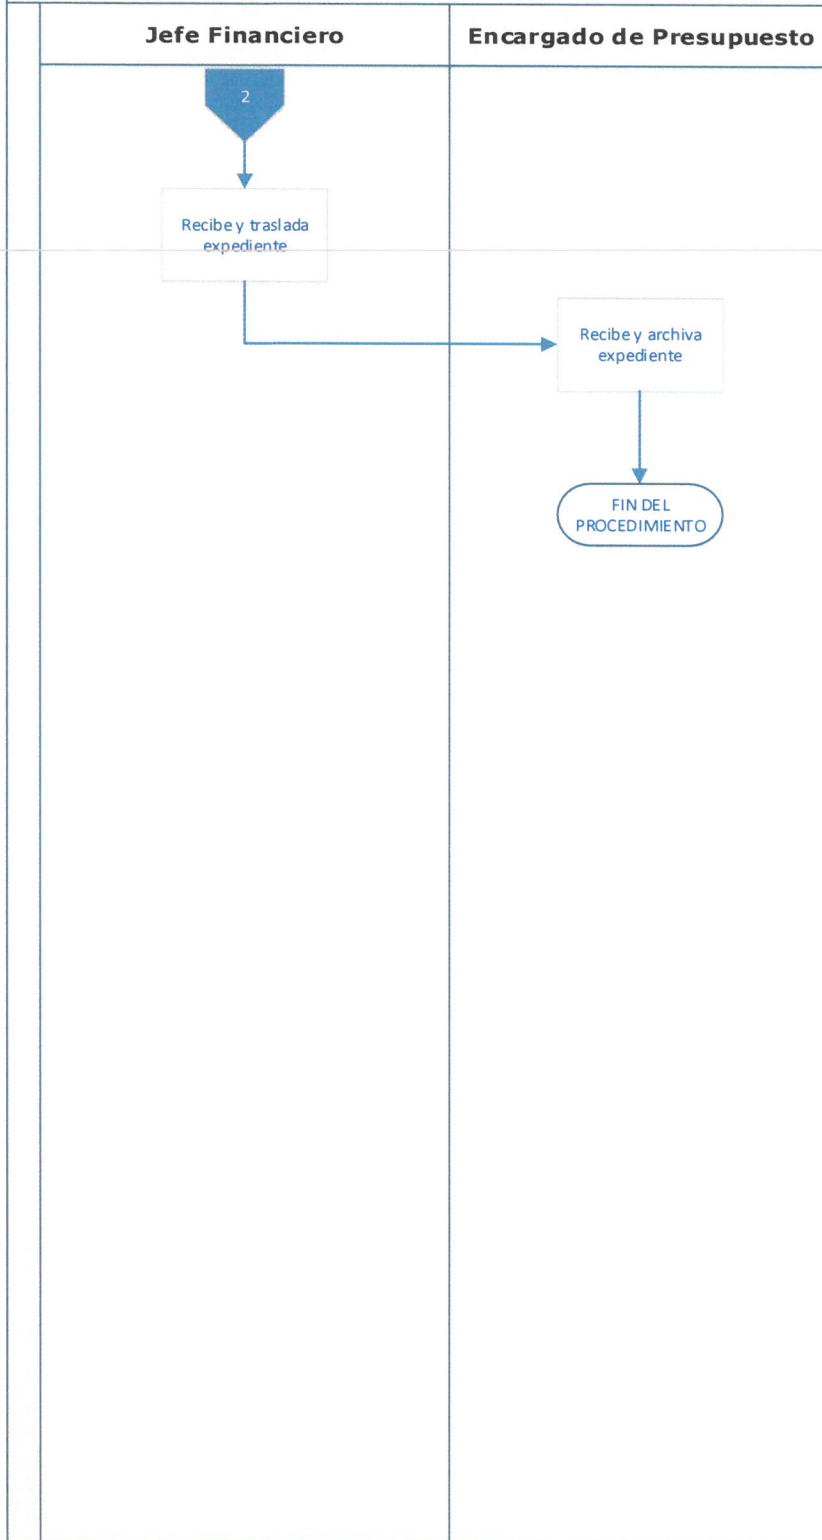 Jefe Financiero
Encargado de Presupuesto
2
Recibe y traslada
expediente
Recibe y archiva
expediente
FIN DEL
PROCEDIMIENTO